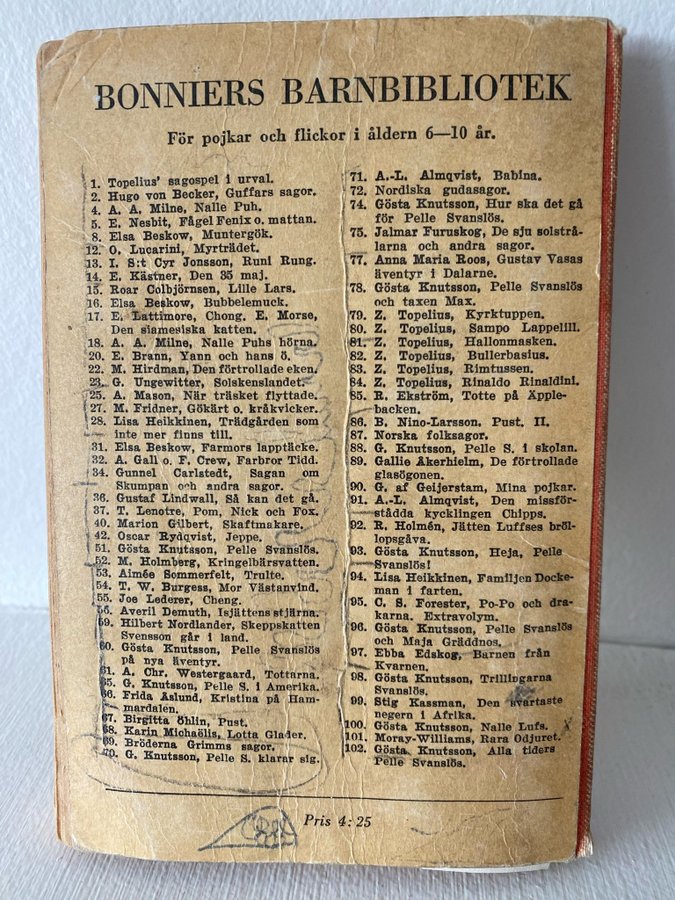 BONNIERS BARNBIBLIOTEK
För pojkar och flickor i åldern 6—10 år.
1. Topelius' sagospel i urval.
2. Hugo von Becker, Guffars sagor.
4. A. A. Milne, Nalle Puh.
5. E. Nesbit, Fågel Fenix o. mattan.
8. Elsa Beskow, Muntergök.
12. O. Lucarini, Myrträdet.
13. I. S:t Cyr Jonsson, Runi Rung.
14. E. Kästner, Den 35 maj.
15. Roar Colbjörnsen, Lille Lars.
16. Elsa Beskow, Bubbelemuck.
17. E. Lattimore, Chong. E. Morse,
Den siamesiska katten.
18. A. A. Milne, Nalle Puhs hörna.
20. E. Brann, Yann och hans ö.
22. M. Hirdman, Den förtrollade eken.
23. G. Ungewitter, Solskenslandet.
25. A. Mason, När träsket flyttade.
27. M. Fridner, Gökärt o. kråkvicker.
28. Lisa Heikkinen, Trädgården som
inte mer finns till.
31. Elsa Beskow, Farmors lapptäcke.
32. A. Gall o. F. Crew, Farbror Tidd.
34. Gunnel Carlstedt, Sagan om
Skumpan och andra sagor.
36. Gustaf Lindwall, Så kan det gå.
37. T. Lenotre, Pom, Nick och Fox.
40. Marion Gilbert, Skaftmakare.
42. Oscar Rydqvist, Jeppe.
51. Gösta Knutsson, Pelle Svanslös.
52. M. Holmberg, Kringelbärsvatten.
53. Aimée Sommerfelt, Trulte.
54. T. W. Burgess, Mor Västanvind.
55. Joe Lederer, Cheng.
56. Averil Demuth, Isjättens stjärna.
59. Hilbert Nordlander, Skeppskatten
Svensson går i land.
60. Gösta Knutsson, Pelle Svanslös
på nya äventyr.
61. A. Chr. Westergaard, Tottarna.
65. G. Knutsson, Pelle S. i Amerika.
66. Frida Åslund, Kristina på Ham-
mardalen.
67. Birgitta Öhlin, Pust.
68. Karin Michaëlis, Lotta Glader.
69. Bröderna Grimms sagor.
70. G. Knutsson, Pelle S. klarar sig.
71. A.-L. Almqvist, Babina.
72. Nordiska gudasagor.
74. Gösta Knutsson, Hur ska det gå
för Pelle Svanslös.
75. Jalmar Furuskog, De sju solstrå-
larna och andra sagor.
77. Anna Maria Roos, Gustav Vasas
äventyr i Dalarne.
78. Gösta Knutsson, Pelle Svanslös
och taxen Max.
79. Z. Topelius, Kyrktuppen.
80. Z. Topelius, Sampo Lappelill.
81. Z. Topelius, Hallonmasken.
82. Z. Topelius, Bullerbasius.
83. Z. Topelius, Rimtussen.
84. Z. Topelius, Rinaldo Rinaldini.
85. R. Ekström, Totte på Äpple-
backen.
86. B. Nino-Larsson. Pust. II.
87. Norska folksagor.
88. G. Knutsson, Pelle S. i skolan.
89. Gallie Åkerhielm, De förtrollade
glasögonen.
90. G. af Geijerstam, Mina pojkar.
91. A.-L. Almqvist, Den missför-
stådda kycklingen Chipps.
92. R. Holmén, Jätten Luffses bröl-
lopsgåva.
93. Gösta Knutsson, Heja, Pelle
Svanslös!
94. Lisa Heikkinen, Familjen Docke-
man i farten.
95. C. S. Forester, Po-Po och dra-
karna. Extravolym.
96. Gösta Knutsson, Pelle Svanslös
och Maja Gräddnos.
97. Ebba Edskog, Barnen från
Kvarnen.
98. Gösta Knutsson, Trillingarna
Svanslös.
99. Stig Kassman, Den svartaste
negern i Afrika.
100. Gösta Knutsson, Nalle Lufs.
101. Moray-Williams, Rara Odjuret.
102. Gösta Knutsson, Alla tiders
Pelle Svanslös.
Pris 4:25